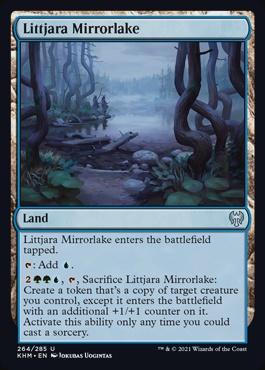 Littjara Mirrorlake
Land
Littjara Mirrorlake enters the battlefield
tapped.
: Add .
2, , Sacrifice Littjara Mirrorlake:
Create a token that's a copy of target creature
you control, except it enters the battlefield
with an additional +1/+1 counter on it.
Activate this ability only any time you could
cast a sorcery.
264/285 U
KHM • EN JOKUBAS UOGINTAS
™ & © 2021 Wizards of the Coast